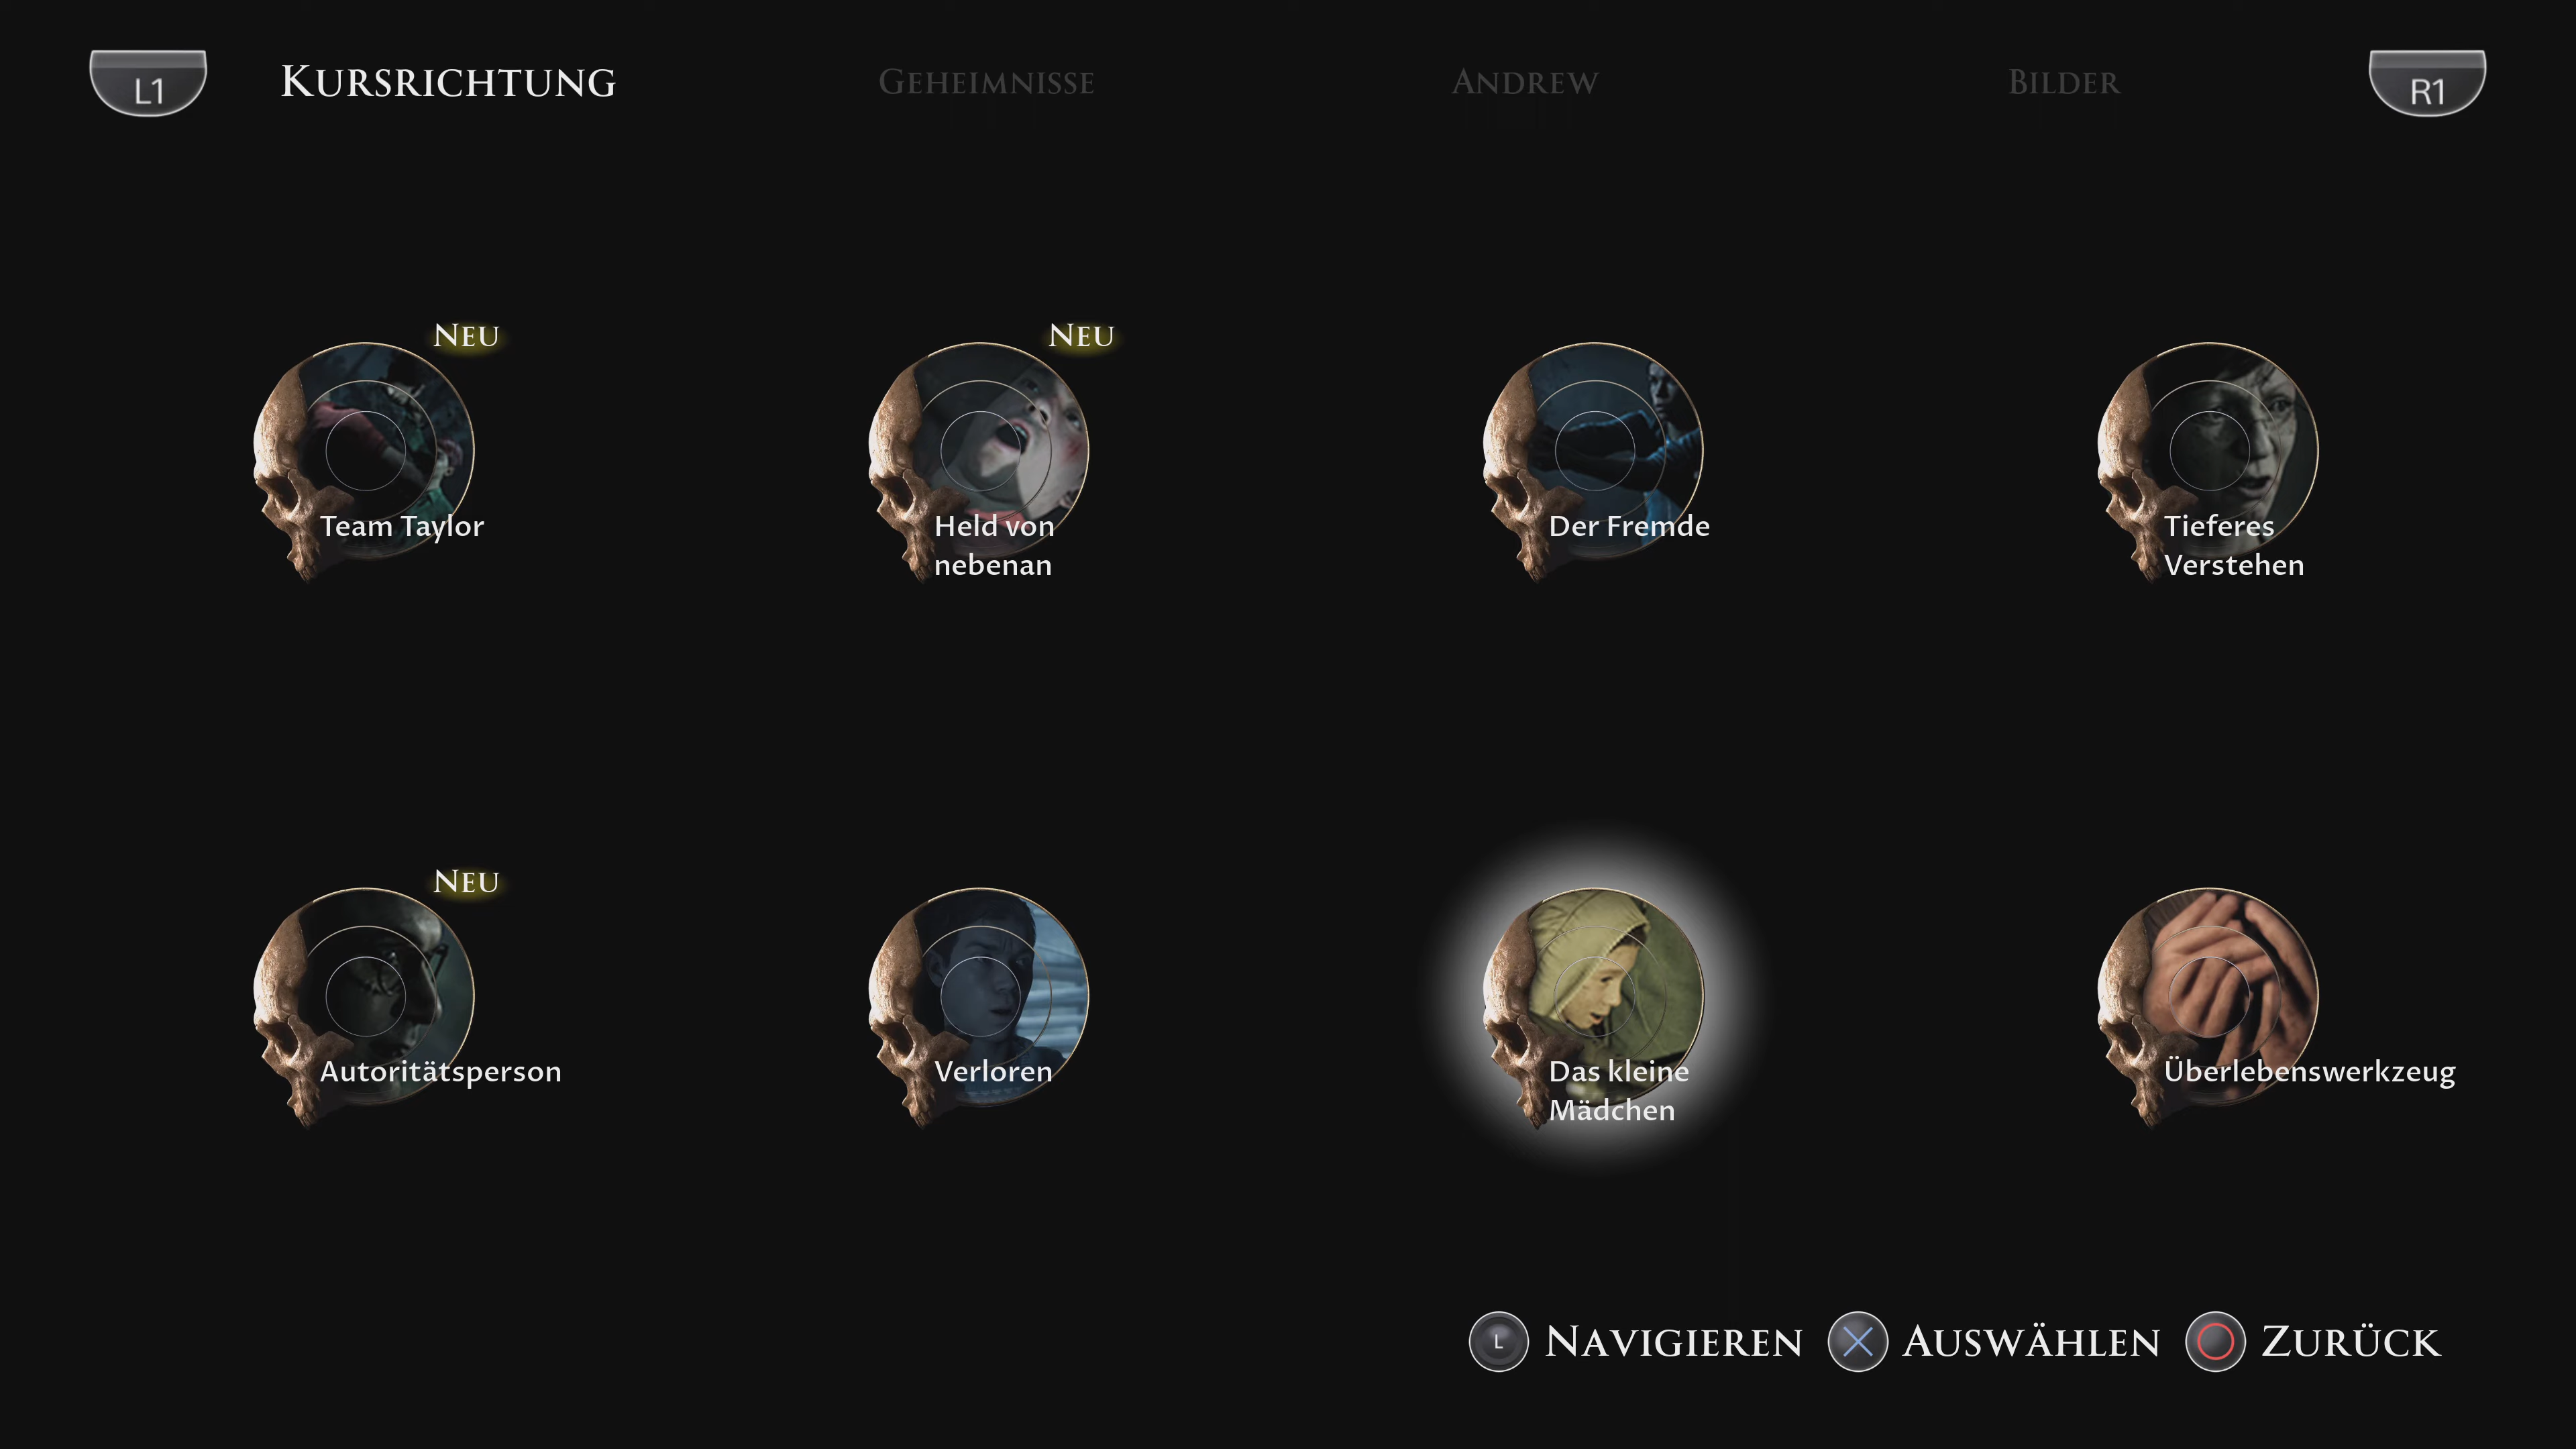 L1
KURSRICHTUNG
GEHEIMNISSE
ANDREW
BILDER
R1
NEU
NEU
Team Taylor
Held von
nebenan
Der Fremde
Tieferes
Verstehen
NEU
Autoritätsperson
Verloren
Das kleine
Mädchen
Überlebenswerkzeug
L NAVIGIEREN
AUSWÄHLEN
ZURÜCK